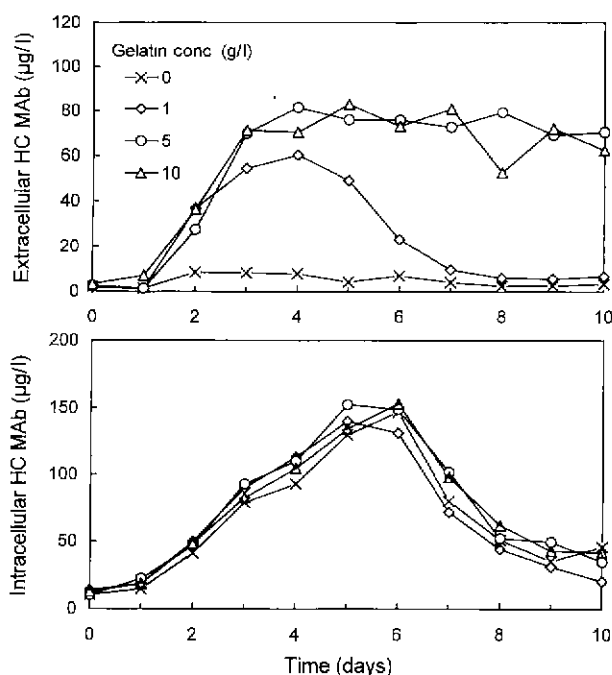 Extracellular HC MAb (µg/l)
120
100
80
60
40
20
0
Gelatin conc (g/l)
0
1
5
10
0 2 4 6 8 10
Intracellular HC MAb (µg/l)
200
150
100
50
0
0 2 4 6 8 10
Time (days)